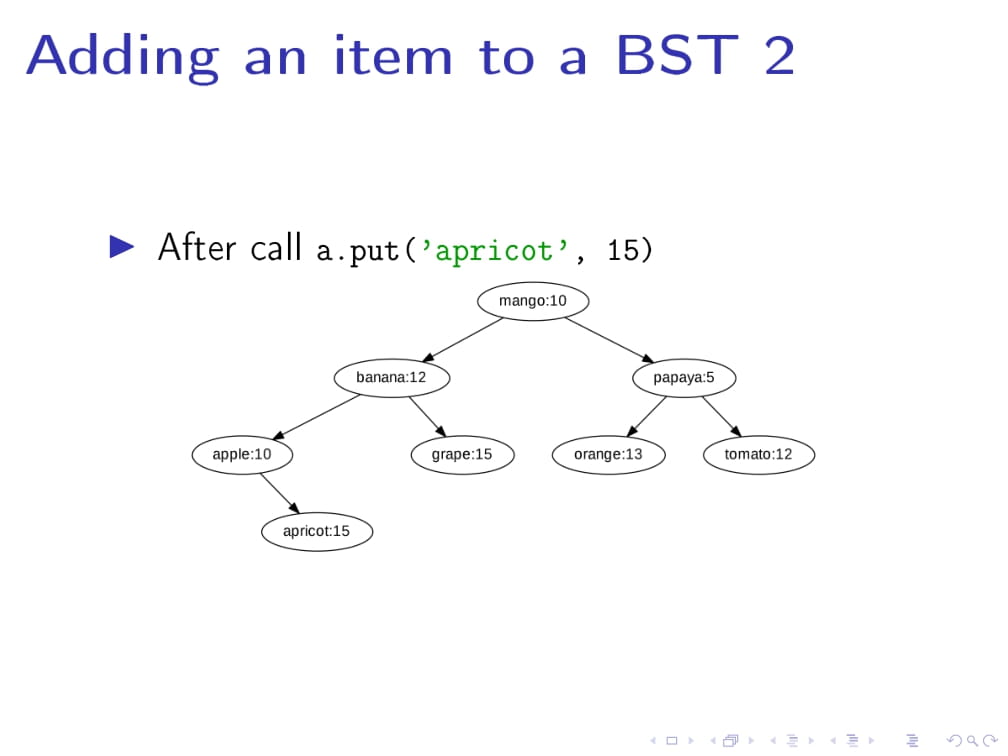 Adding an item to a BST 2
After call a.put(’apricot’, 15)
mango:10
banana:12 papaya:5
apple:10 grape:15 orange:13 tomato:12
apricot:15